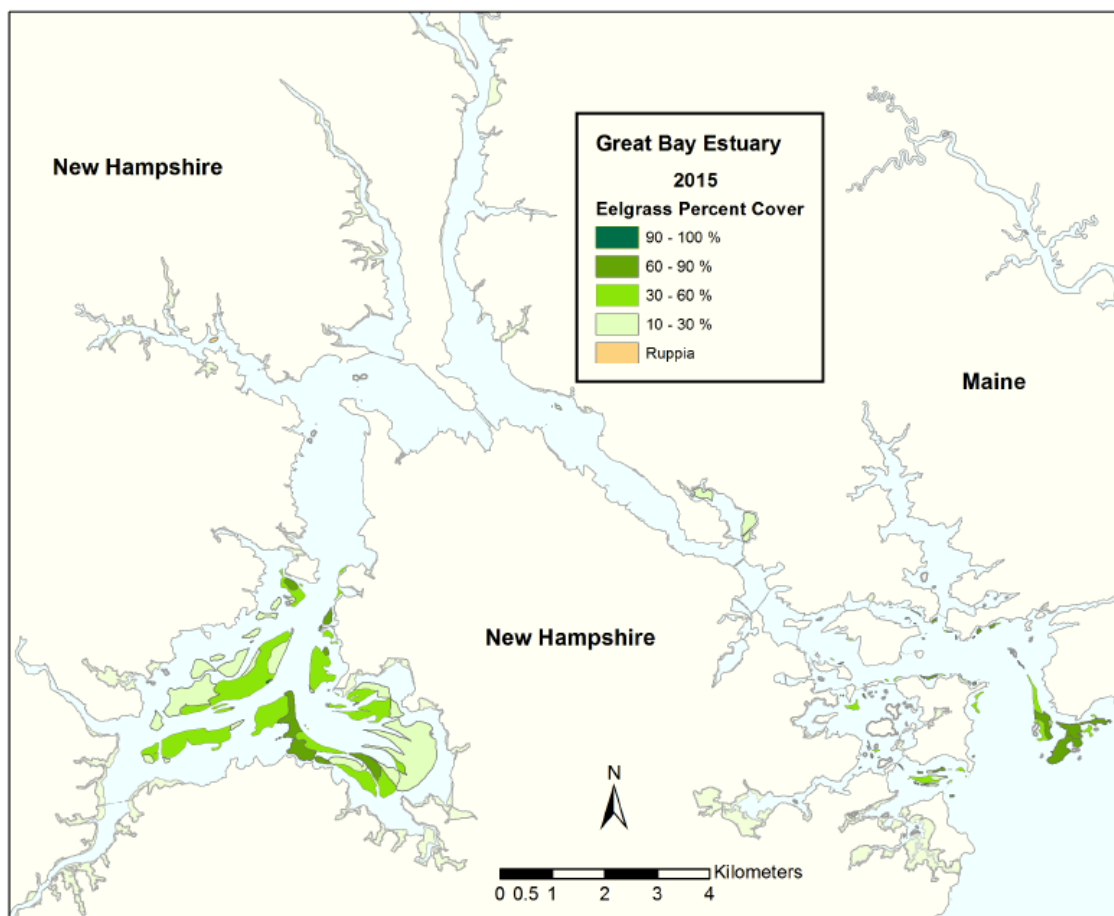 New Hampshire
Great Bay Estuary
2015
Eelgrass Percent Cover
90 - 100 %
60 - 90 %
30 - 60 %
10 - 30 %
Ruppia
Maine
New Hampshire
N
Kilometers
0 0.5 1 2 3 4